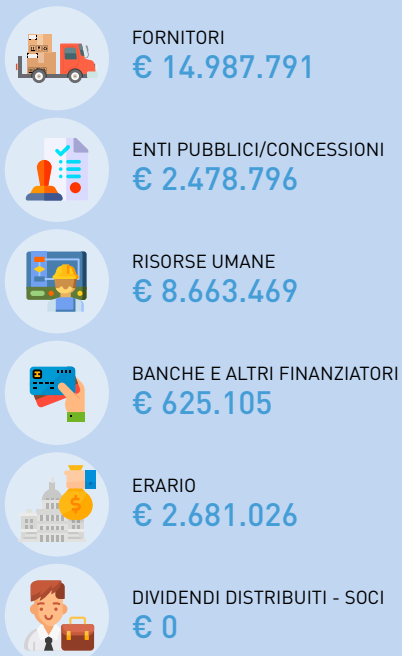 FORNITORI
€ 14.987.791
ENTI PUBBLICI/CONCESSIONI
€ 2.478.796
RISORSE UMANE
€ 8.663.469
BANCHE E ALTRI FINANZIATORI
€ 625.105
ERARIO
€ 2.681.026
DIVIDENDI DISTRIBUITI - SOCI
€ 0